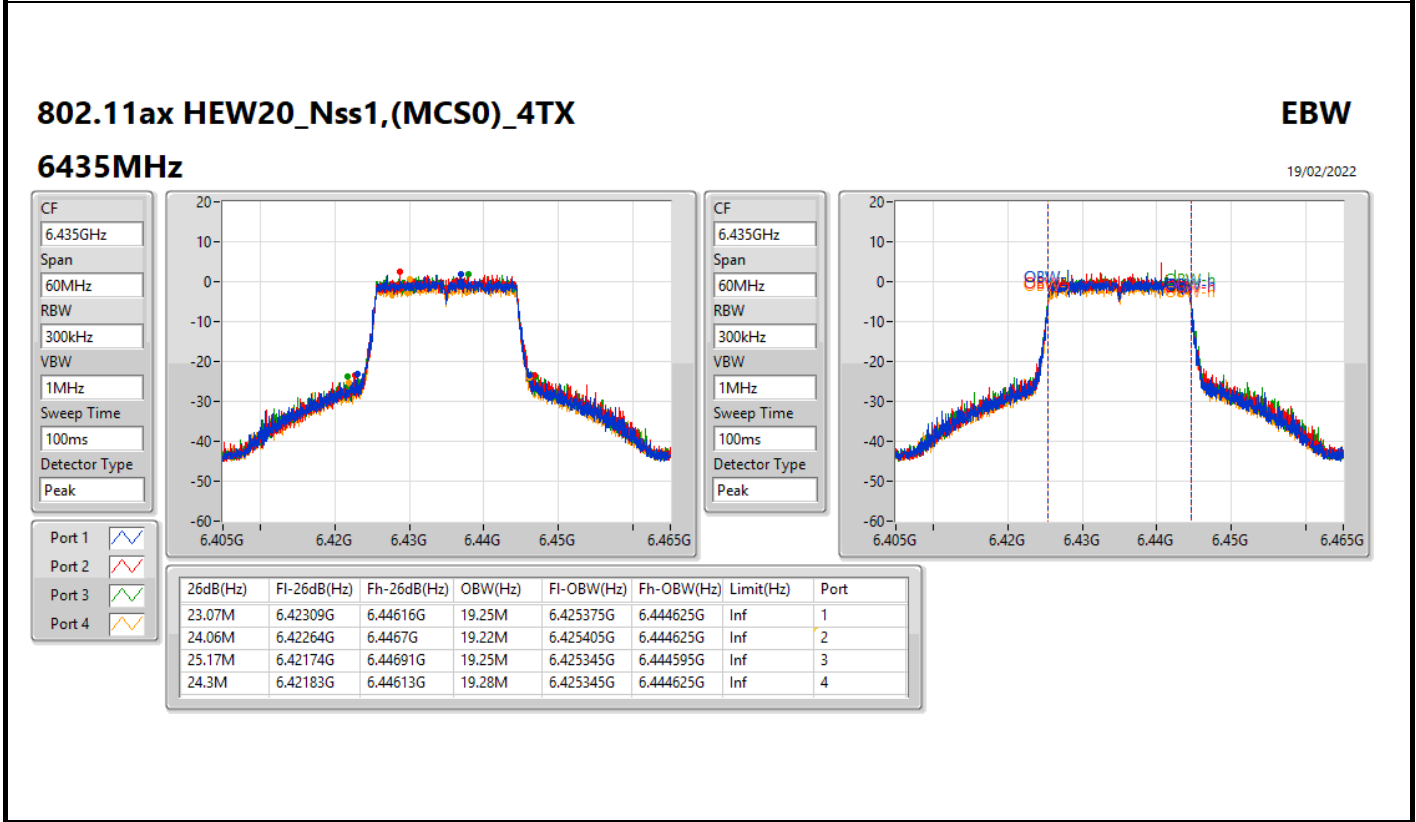 802.11ax HEW20_Nss1,(MCS0)_4TX
EBW
6435MHz
19/02/2022
CF
6.435GHz
Span
60MHz
RBW
300kHz
VBW
1MHz
Sweep Time
100ms
Detector Type
Peak
20
10
0
-10
-20
-30
-40
-50
-60
6.405G 6.42G 6.43G 6.44G 6.45G 6.465G
CF
6.435GHz
Span
60MHz
RBW
300kHz
VBW
1MHz
Sweep Time
100ms
Detector Type
Peak
20
10
0
-10
-20
-30
-40
-50
-60
6.405G 6.42G 6.43G 6.44G 6.45G 6.465G
Port 1
Port 2
Port 3
Port 4
26dB(Hz) Fl-26dB(Hz) Fh-26dB(Hz) OBW(Hz) Fl-OBW(Hz) Fh-OBW(Hz) Limit(Hz) Port
23.07M 6.42309G 6.44616G 19.25M 6.425375G 6.444625G Inf 1
24.06M 6.42264G 6.4467G 19.22M 6.425405G 6.444625G Inf 2
25.17M 6.42174G 6.44691G 19.25M 6.425345G 6.444595G Inf 3
24.3M 6.42183G 6.44613G 19.28M 6.425345G 6.444625G Inf 4